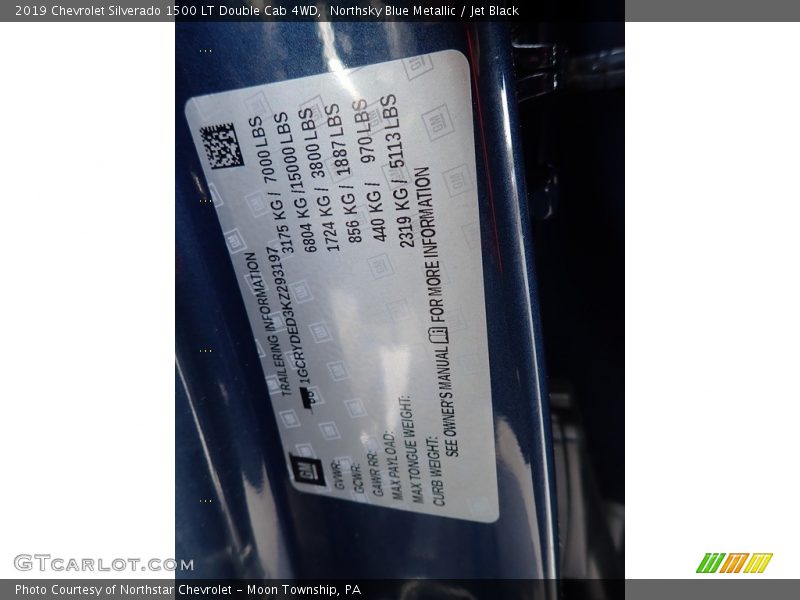 2019 Chevrolet Silverado 1500 LT Double Cab 4WD,  Northsky Blue Metallic / Jet Black
TRAILERING INFORMATION
1GCRYDED3KZ293197
GM
GVWR: 3175 KG / 7000 LBS
GCWR: 6804 KG /15000 LBS
GAWR RR: 1724 KG / 3800 LBS
MAX PAYLOAD: 856 KG / 1887 LBS
MAX TONGUE WEIGHT: 440 KG / 970 LBS
CURB WEIGHT: 2319 KG / 5113 LBS
SEE OWNER'S MANUAL FOR MORE INFORMATION
GTcarlot.com
Photo Courtesy of Northstar Chevrolet - Moon Township, PA